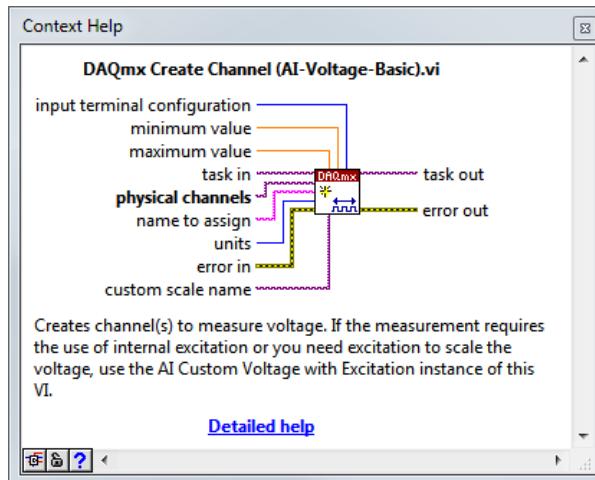 Context Help
DAQmx Create Channel (AI-Voltage-Basic).vi
input terminal configuration
minimum value
maximum value
task in
physical channels
name to assign
units
error in
custom scale name
DAQmx
task out
error out
Creates channel(s) to measure voltage. If the measurement requires
the use of internal excitation or you need excitation to scale the
voltage, use the AI Custom Voltage with Excitation instance of this
VI.
Detailed help
?